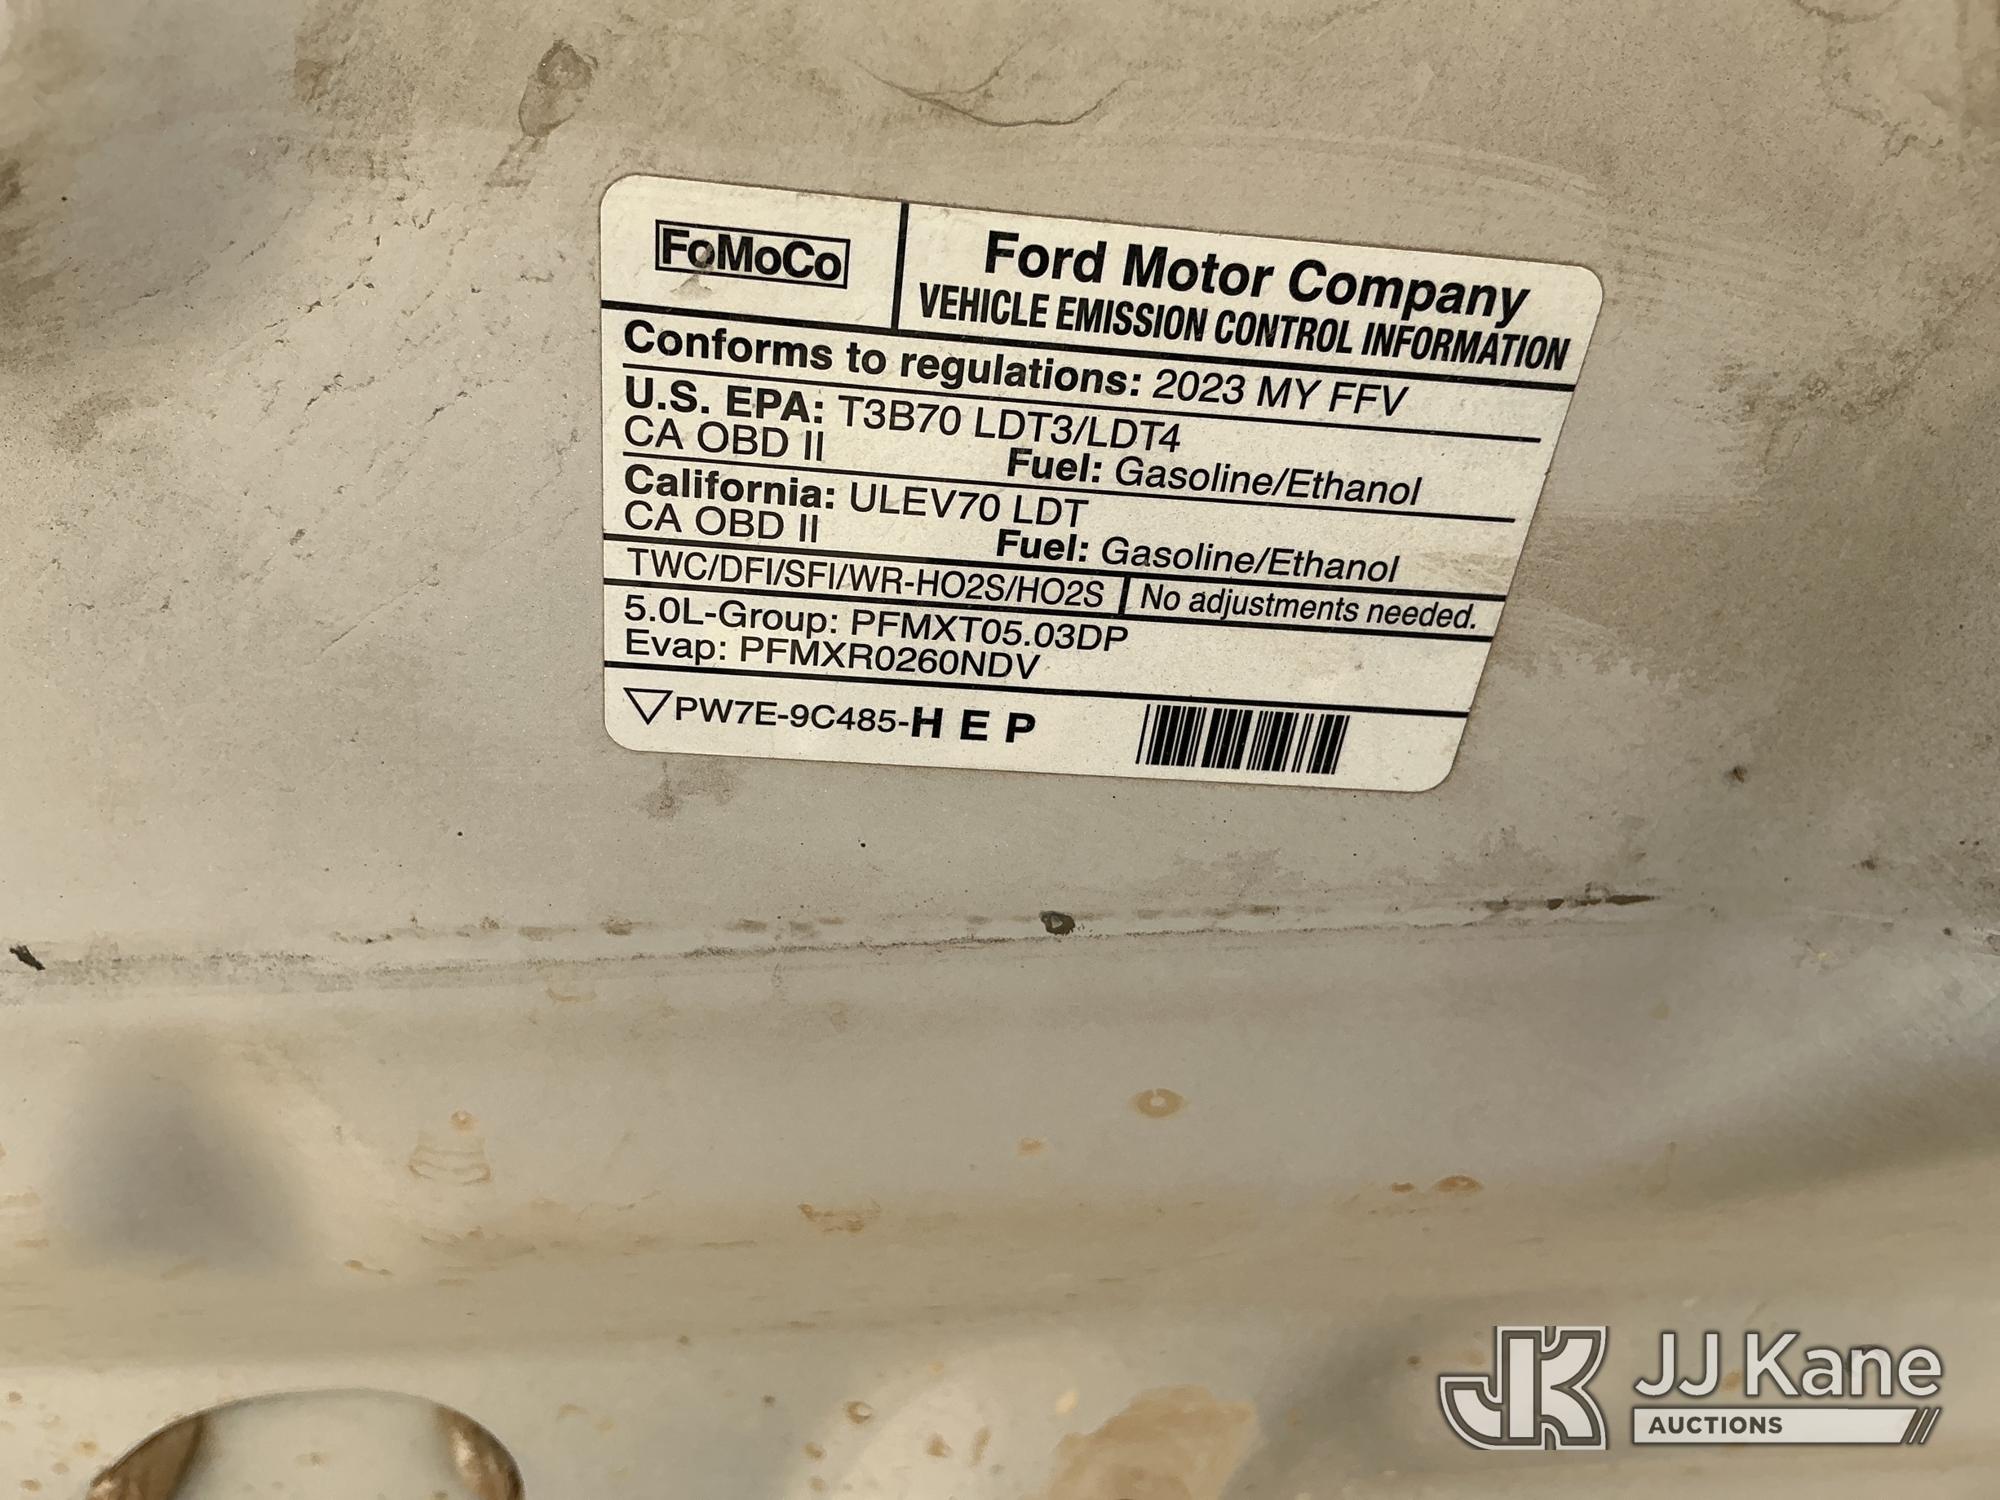 FoMoCo
Ford Motor Company
VEHICLE EMISSION CONTROL INFORMATION
Conforms to regulations: 2023 MY FFV
U.S. EPA: T3B70 LDT3/LDT4
CA OBD II Fuel: Gasoline/Ethanol
California: ULEV70 LDT
CA OBD II Fuel: Gasoline/Ethanol
TWC/DFI/SFI/WR-HO2S/HO2S No adjustments needed.
5.0L-Group: PFMXT05.03DP
Evap: PFMXR0260NDV
PW7E-9C485-H E P
JK JJ Kane
AUCTIONS